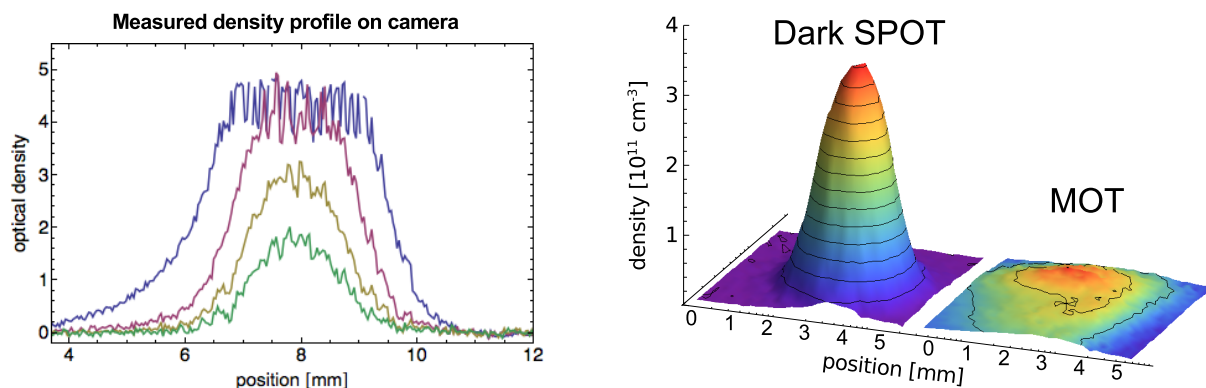 Measured density profile on camera
optical density
5
4
3
2
1
0
4 6 8 10 12
position [mm]
Dark SPOT
MOT
density [10¹¹ cm⁻³]
4
3
2
1
0 1 2 3 4 5 0 1 2 3 4 5
position [mm]